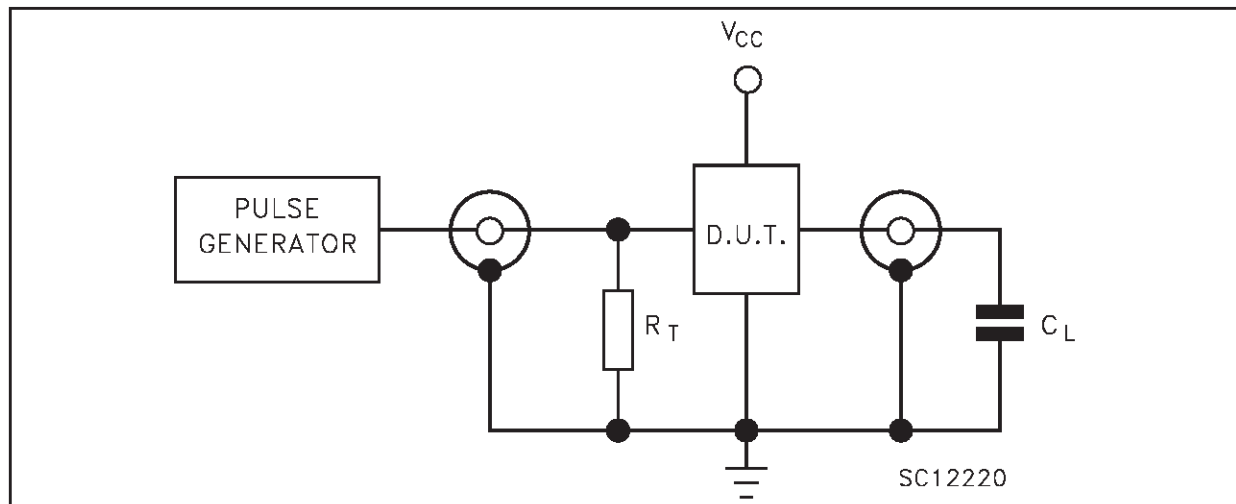 VCC
PULSE
GENERATOR
D.U.T.
RT
CL
SC12220